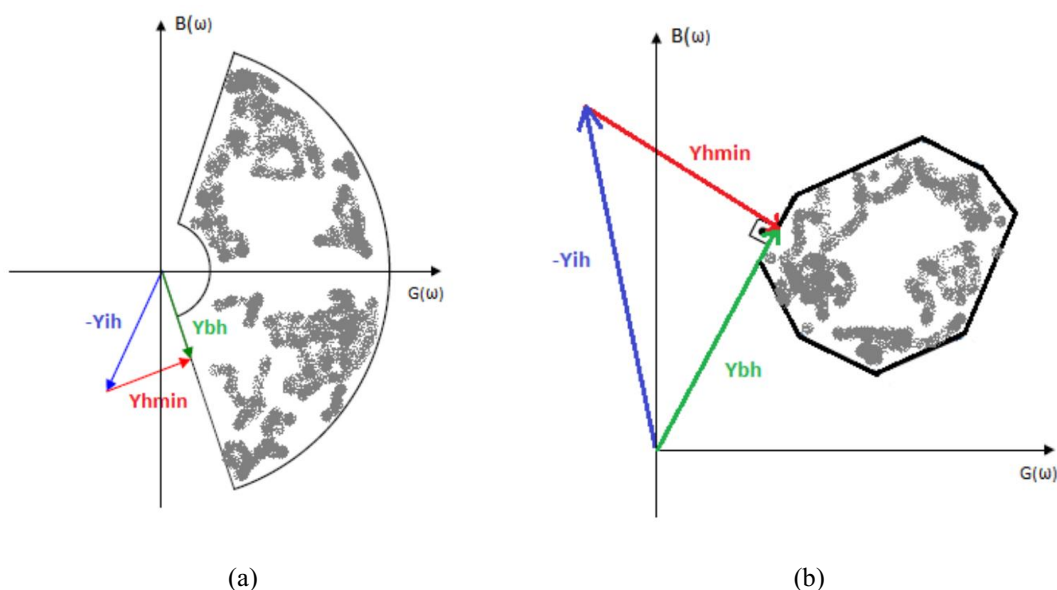 B(ω)
G(ω)
-Yih
Ybh
Yhmin
(a)
B(ω)
Yhmin
-Yih
Ybh
G(ω)
(b)